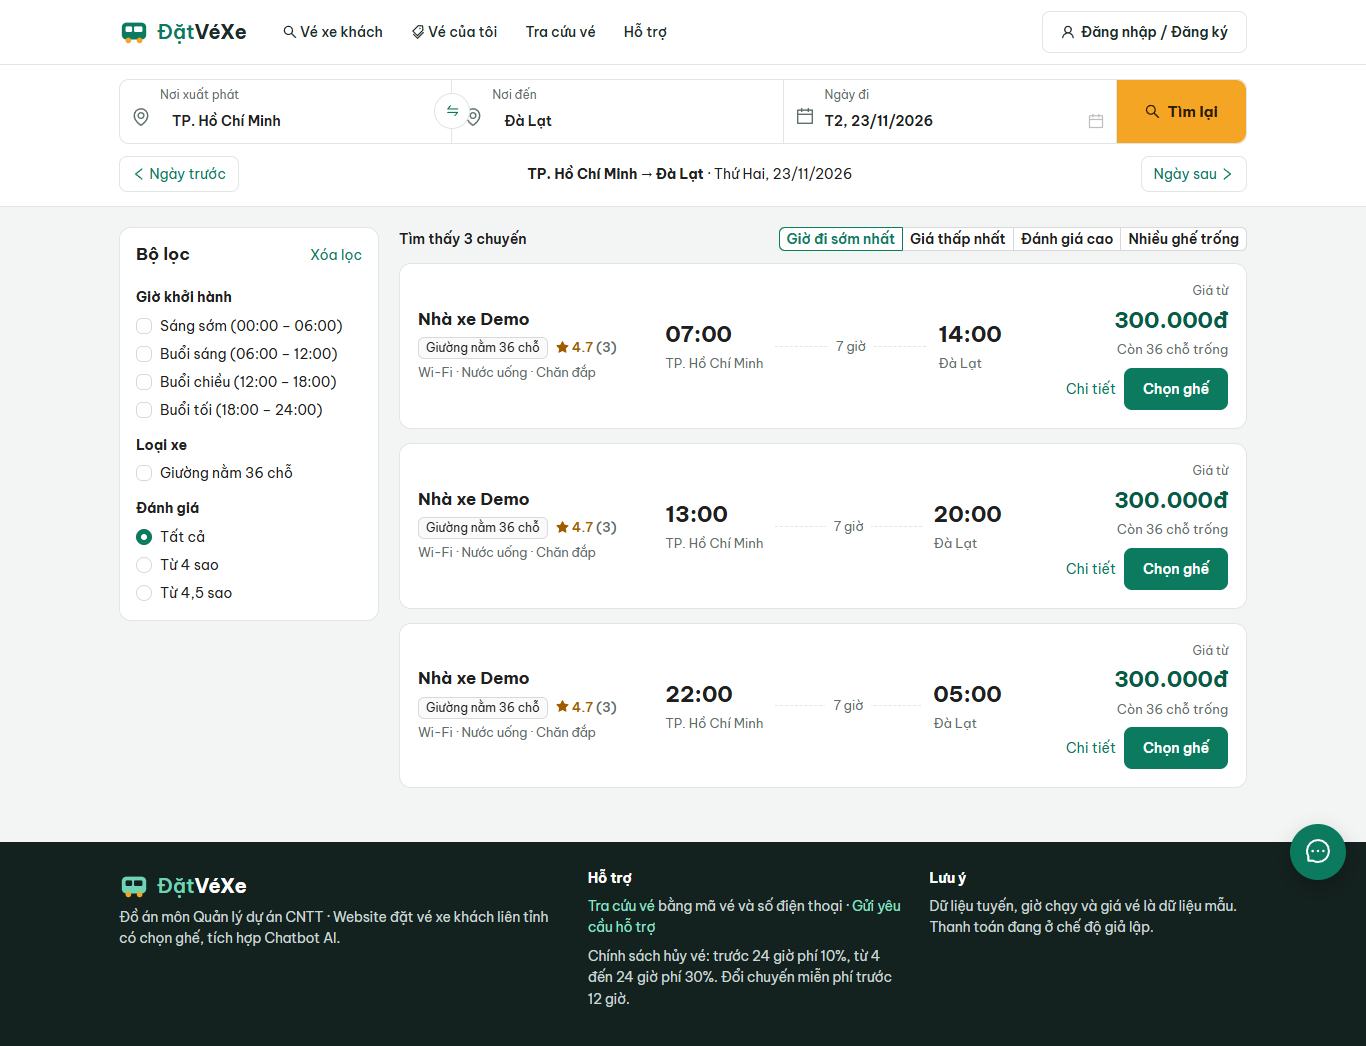 ĐặtVéXe
Vé xe khách
Vé của tôi
Tra cứu vé
Hỗ trợ
Đăng nhập / Đăng ký
Nơi xuất phát
TP. Hồ Chí Minh
Nơi đến
Đà Lạt
Ngày đi
T2, 23/11/2026
Tìm lại
Ngày trước
TP. Hồ Chí Minh → Đà Lạt · Thứ Hai, 23/11/2026
Ngày sau
Bộ lọc
Xóa lọc
Giờ khởi hành
Sáng sớm (00:00 – 06:00)
Buổi sáng (06:00 – 12:00)
Buổi chiều (12:00 – 18:00)
Buổi tối (18:00 – 24:00)
Loại xe
Giường nằm 36 chỗ
Đánh giá
Tất cả
Từ 4 sao
Từ 4,5 sao
Tìm thấy 3 chuyến
Giờ đi sớm nhất
Giá thấp nhất
Đánh giá cao
Nhiều ghế trống
Nhà xe Demo
Giường nằm 36 chỗ
4.7 (3)
Wi-Fi · Nước uống · Chăn đắp
07:00
TP. Hồ Chí Minh
7 giờ
14:00
Đà Lạt
Giá từ
300.000đ
Còn 36 chỗ trống
Chi tiết
Chọn ghế
Nhà xe Demo
Giường nằm 36 chỗ
4.7 (3)
Wi-Fi · Nước uống · Chăn đắp
13:00
TP. Hồ Chí Minh
7 giờ
20:00
Đà Lạt
Giá từ
300.000đ
Còn 36 chỗ trống
Chi tiết
Chọn ghế
Nhà xe Demo
Giường nằm 36 chỗ
4.7 (3)
Wi-Fi · Nước uống · Chăn đắp
22:00
TP. Hồ Chí Minh
7 giờ
05:00
Đà Lạt
Giá từ
300.000đ
Còn 36 chỗ trống
Chi tiết
Chọn ghế
ĐặtVéXe
Đồ án môn Quản lý dự án CNTT · Website đặt vé xe khách liên tỉnh
có chọn ghế, tích hợp Chatbot AI.
Hỗ trợ
Tra cứu vé bằng mã vé và số điện thoại · Gửi yêu
cầu hỗ trợ
Chính sách hủy vé: trước 24 giờ phí 10%, từ 4
đến 24 giờ phí 30%. Đổi chuyến miễn phí trước
12 giờ.
Lưu ý
Dữ liệu tuyến, giờ chạy và giá vé là dữ liệu mẫu.
Thanh toán đang ở chế độ giả lập.